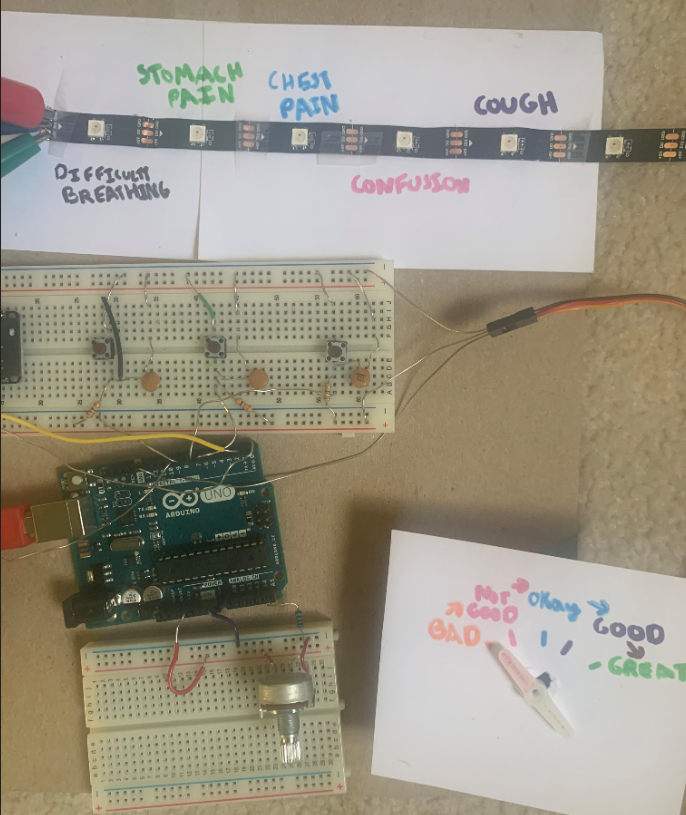 STOMACH
PAIN
CHEST
PAIN
COUGH
DIFFICULTY
BREATHING
CONFUSSION
UNO
ARDUINO
NOT
GOOD
OKay
GOOD
BAD
GREAT